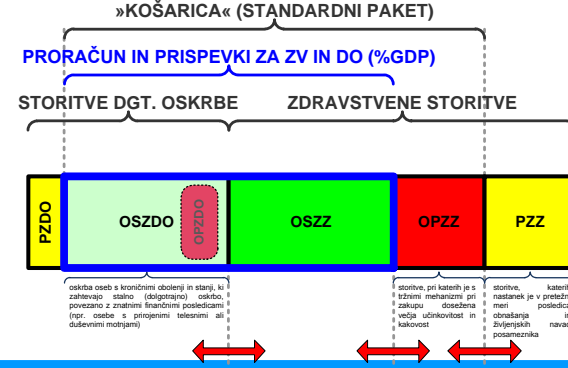 »KOŠARICA« (STANDARDNI PAKET)
PRORAČUN IN PRISPEVKI ZA ZV IN DO (%GDP)
STORITVE DGT. OSKRBE
ZDRAVSTVENE STORITVE
PZDO
OSZDO
OPZDO
OSZZ
OPZZ
PZZ
oskrba oseb s kroničnimi obolenji in stanji, ki
zahtevajo stalno (dolgotrajno) oskrbo,
povezano z znatnimi finančnimi posledicami
(npr. osebe s prirojenimi telesnimi ali
duševnimi motnjami)
storitve, pri katerih je s
tržnimi mehanizmi pri
zakupu dosežena
večja učinkovitost in
kakovost
storitve, katerih
nastanek je v pretežni
meri posledica
obnašanja in
življenjskih navad
posameznika